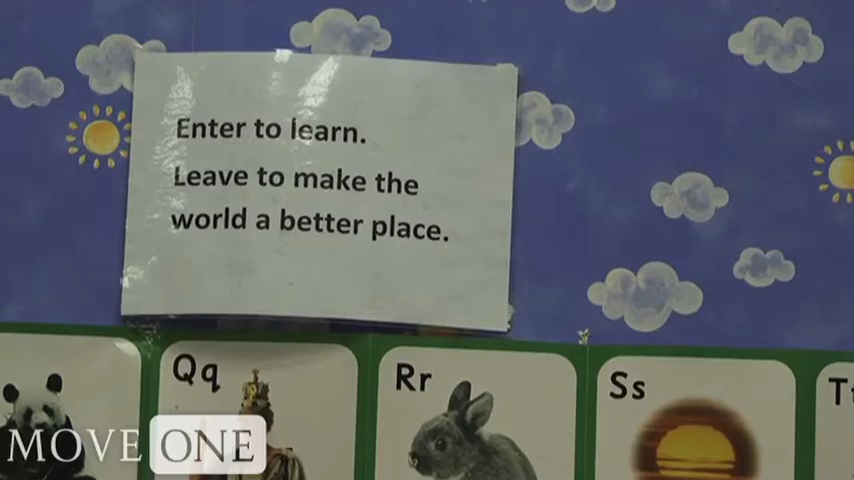 Enter to learn.
Leave to make the
world a better place.
Qq
Rr
Ss
MOVE ONE